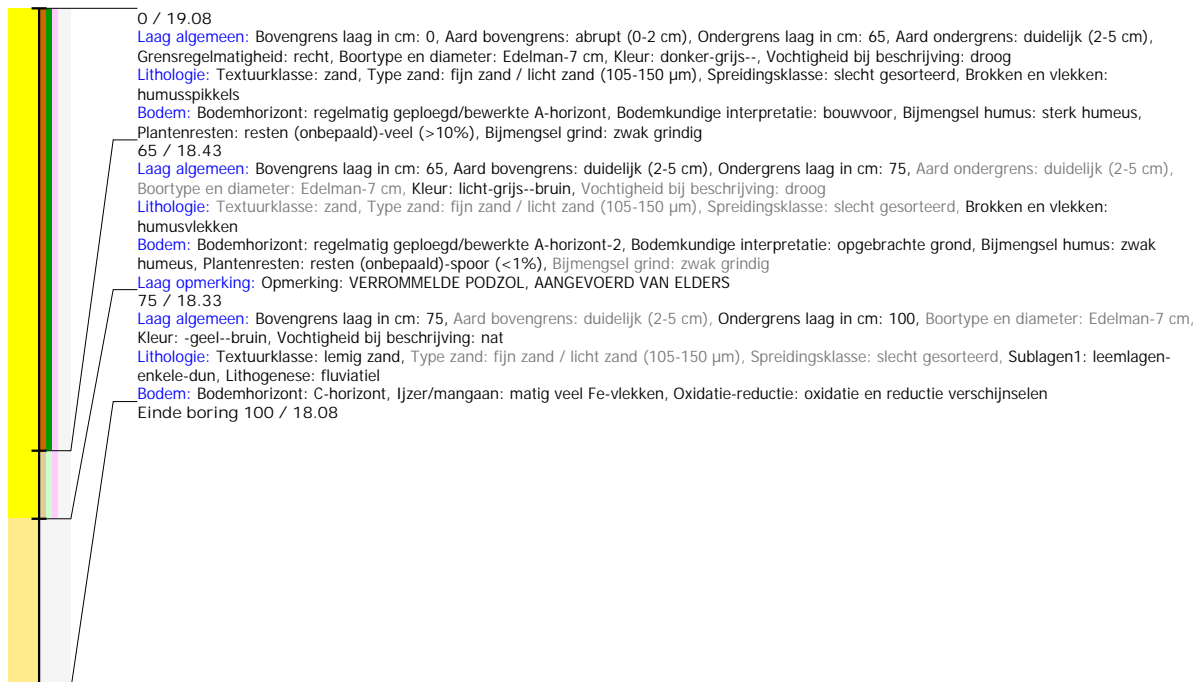 0 / 19.08
Laag algemeen: Bovengrens laag in cm: 0, Aard bovengrens: abrupt (0-2 cm), Ondergrens laag in cm: 65, Aard ondergrens: duidelijk (2-5 cm),
Grensregelmatigheid: recht, Boortype en diameter: Edelman-7 cm, Kleur: donker-grijs--, Vochtigheid bij beschrijving: droog
Lithologie: Textuurklasse: zand, Type zand: fijn zand / licht zand (105-150 µm), Spreidingsklasse: slecht gesorteerd, Brokken en vlekken:
humusspikkels
Bodem: Bodemhorizont: regelmatig geploegd/bewerkte A-horizont, Bodemkundige interpretatie: bouwvoor, Bijmengsel humus: sterk humeus,
Plantenresten: resten (onbepaald)-veel (>10%), Bijmengsel grind: zwak grindig
65 / 18.43
Laag algemeen: Bovengrens laag in cm: 65, Aard bovengrens: duidelijk (2-5 cm), Ondergrens laag in cm: 75, Aard ondergrens: duidelijk (2-5 cm),
Boortype en diameter: Edelman-7 cm, Kleur: licht-grijs--bruin, Vochtigheid bij beschrijving: droog
Lithologie: Textuurklasse: zand, Type zand: fijn zand / licht zand (105-150 µm), Spreidingsklasse: slecht gesorteerd, Brokken en vlekken:
humusvlekken
Bodem: Bodemhorizont: regelmatig geploegd/bewerkte A-horizont-2, Bodemkundige interpretatie: opgebrachte grond, Bijmengsel humus: zwak
humeus, Plantenresten: resten (onbepaald)-spoor (<1%), Bijmengsel grind: zwak grindig
Laag opmerking: Opmerking: VERROMMELDE PODZOL, AANGEVOERD VAN ELDERS
75 / 18.33
Laag algemeen: Bovengrens laag in cm: 75, Aard bovengrens: duidelijk (2-5 cm), Ondergrens laag in cm: 100, Boortype en diameter: Edelman-7 cm,
Kleur: -geel--bruin, Vochtigheid bij beschrijving: nat
Lithologie: Textuurklasse: lemig zand, Type zand: fijn zand / licht zand (105-150 µm), Spreidingsklasse: slecht gesorteerd, Sublagen1: leemlagen-
enkele-dun, Lithogenese: fluviatiel
Bodem: Bodemhorizont: C-horizont, Ijzer/mangaan: matig veel Fe-vlekken, Oxidatie-reductie: oxidatie en reductie verschijnselen
Einde boring 100 / 18.08